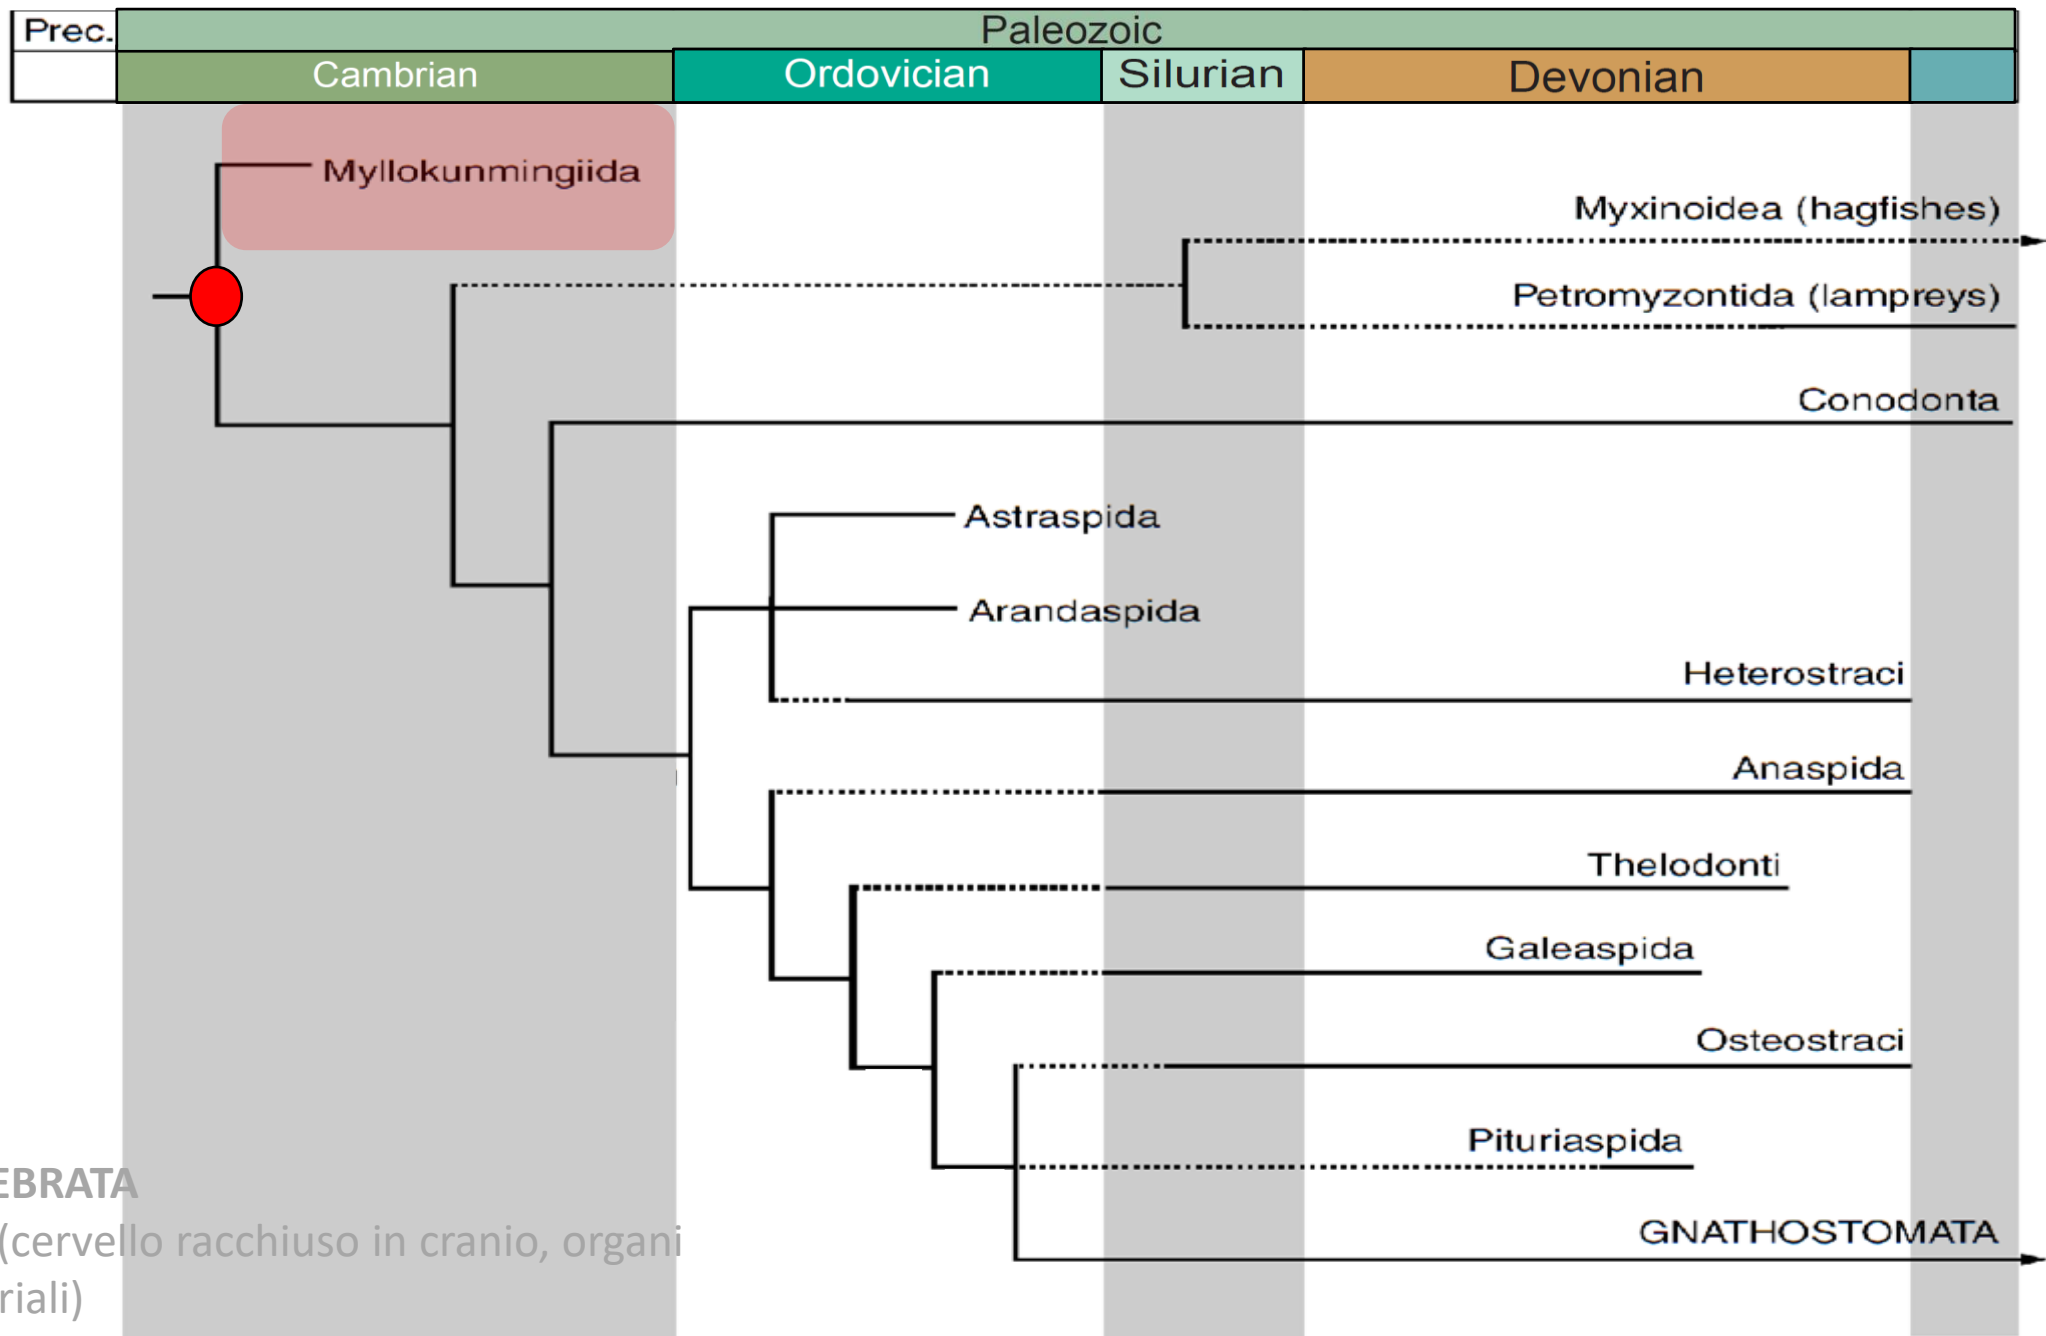 Prec.
Paleozoic
Cambrian
Ordovician
Silurian
Devonian
Myllokunmingiida
Myxinoidea (hagfishes)
Petromyzontida (lampreys)
Conodonta
Astraspida
Arandaspida
Heterostraci
Anaspida
Thelodonti
Galeaspida
Osteostraci
Pituriaspida
EBRATA
GNATHOSTOMATA
(cervello racchiuso in cranio, organi
riali)